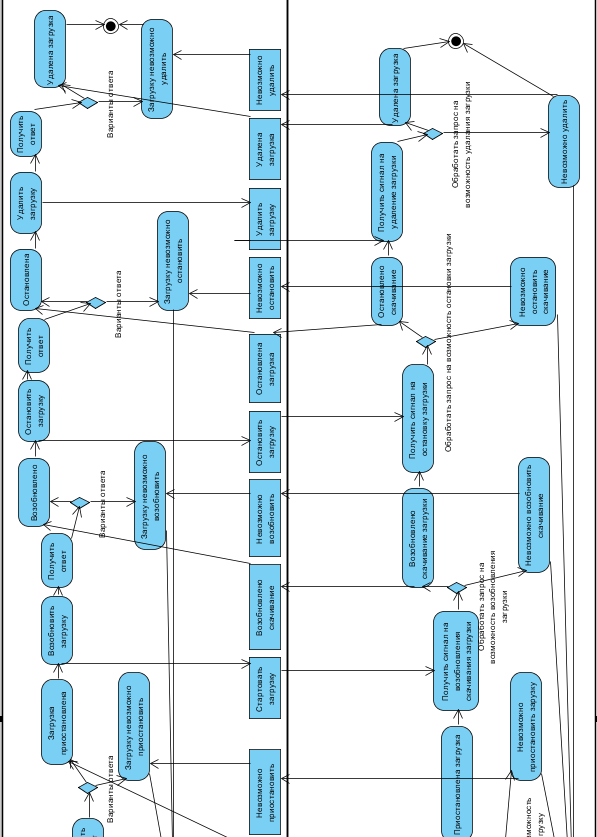 Удалена загрузка
Загрузку невозможно
удалить
Варианты ответа
Получить
ответ
Удалить
загрузку
Остановлена
Загрузку невозможно
остановить
Варианты ответа
Получить
ответ
Остановить
загрузку
Возобновлено
Загрузку невозможно
возобновить
Варианты ответа
Получить
ответ
Возобновить
загрузку
Загрузка
приостановлена
Загрузку невозможно
приостановить
Варианты ответа
ть
Невозможно
удалить
Удалена
загрузка
Удалить
загрузку
Невозможно
остановить
Остановлена
загрузка
Остановить
загрузку
Невозможно
возобновить
Возобновлено
скачивание
Стартовать
загрузку
Невозможно
приостановить
Удалена загрузка
Обработать запрос на
возможность удаления загрузки
Невозможно удалить
Получить сигнал на
удаление загрузки
Остановлено
скачивание
Невозможно
остановить
скачивание
Обработать запрос на возможность остановки загрузки
Получить сигнал на
остановку загрузки
Возобновлено
скачивание загрузки
Невозможно возобновить
скачивание
Обработать запрос на
возможность возобновления
загрузки
Получить сигнал на
возобновления
скачивания загрузки
Приостановлена загрузка
Невозможно
приостановить зарузку
можность
грузку